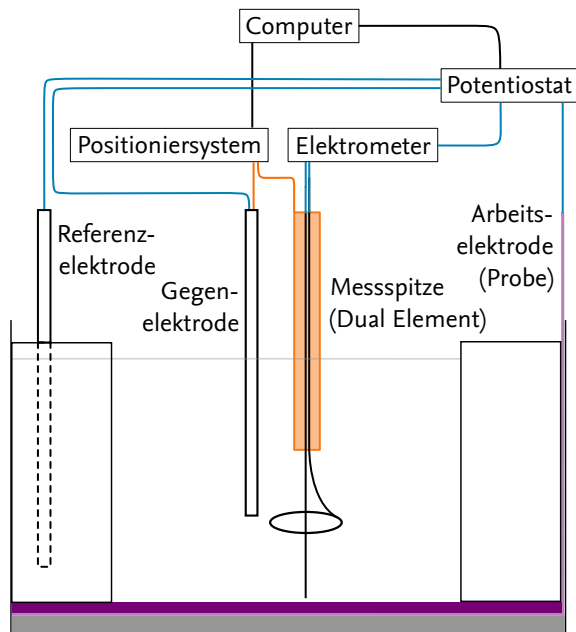 Computer
Potentiostat
Positioniersystem
Elektrometer
Referenz-
elektrode
Gegen-
elektrode
Messspitze
(Dual Element)
Arbeits-
elektrode
(Probe)